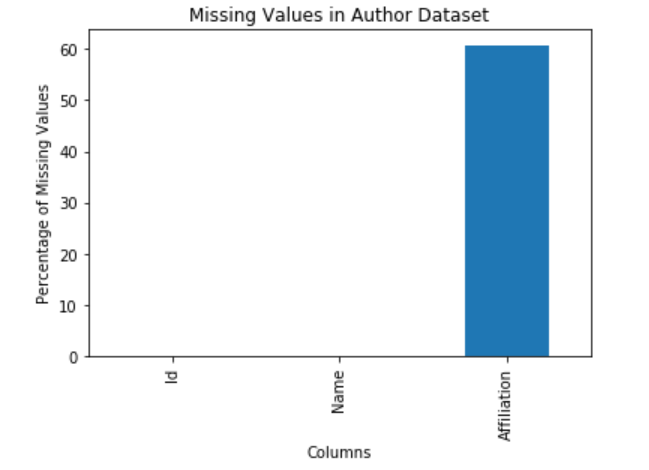 Missing Values in Author Dataset
Percentage of Missing Values
60
50
40
30
20
10
0
Id
Name
Affiliation
Columns